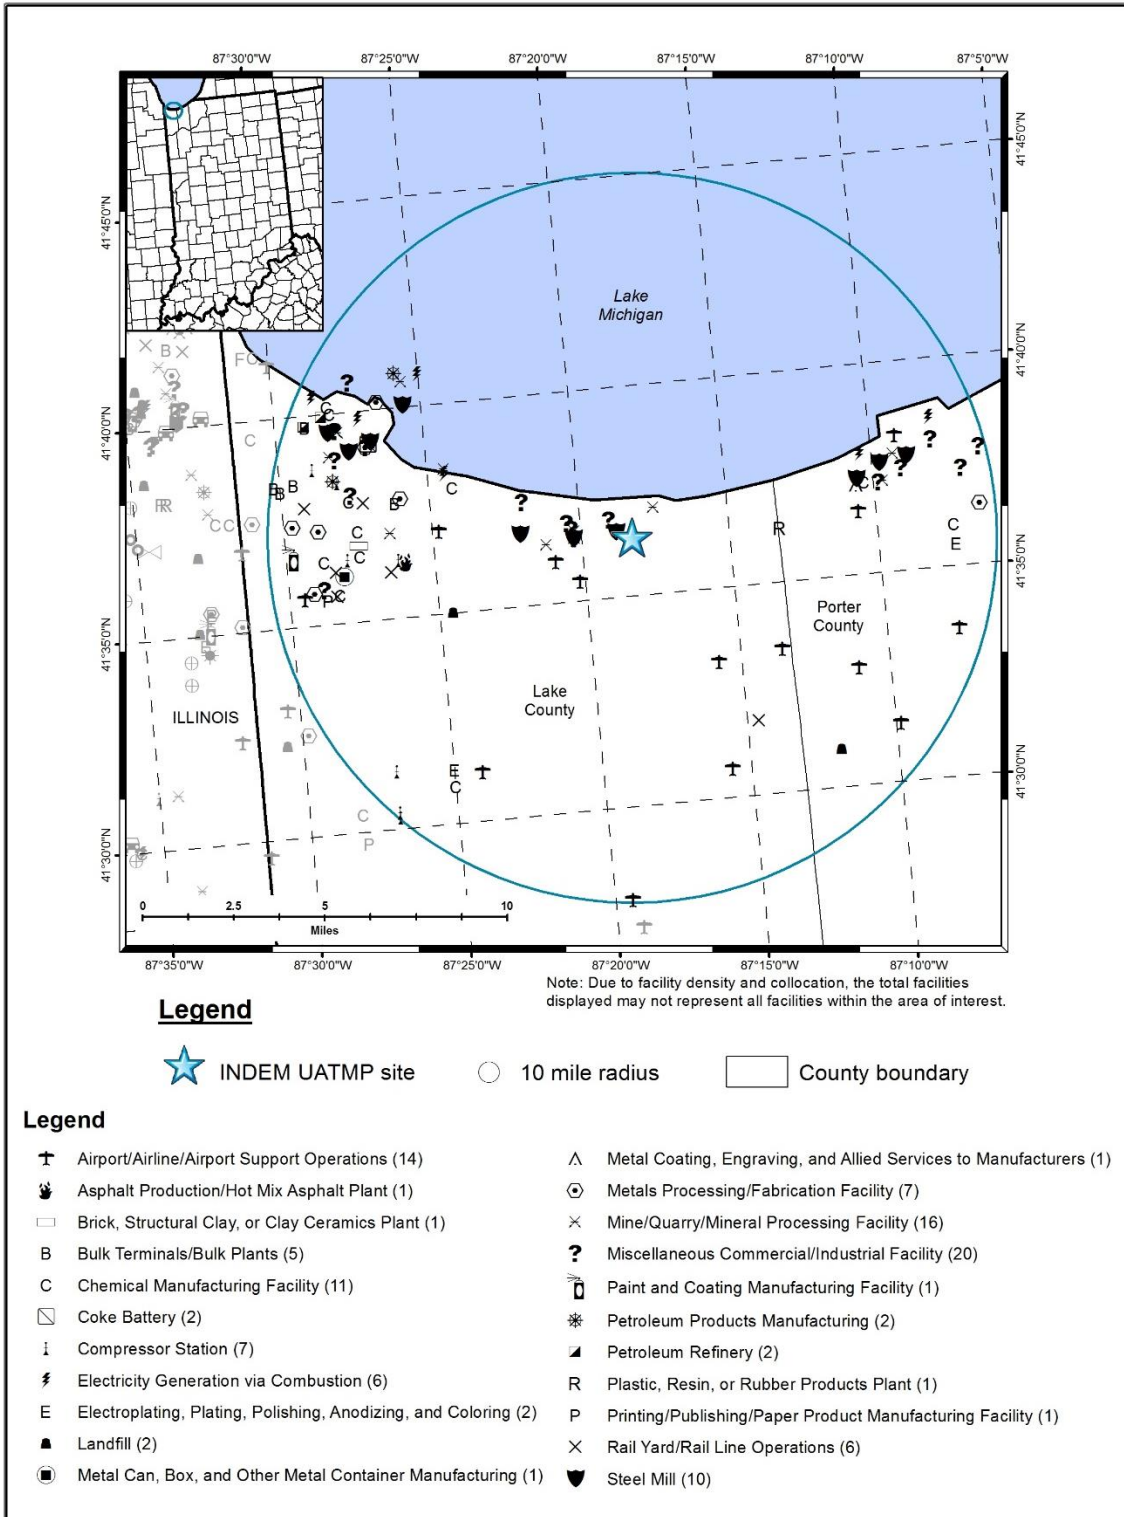 87°30'0"W 87°25'0"W 87°20'0"W 87°15'0"W 87°10'0"W 87°5'0"W
41°45'0"N
41°45'0"N
Lake
Michigan
41°40'0"N
41°40'0"N
41°35'0"N
Porter
County
41°35'0"N
Lake
County
ILLINOIS
41°30'0"N
41°30'0"N
0 2.5 5 10
Miles
87°35'0"W 87°30'0"W 87°25'0"W 87°20'0"W 87°15'0"W 87°10'0"W
Note: Due to facility density and collocation, the total facilities
displayed may not represent all facilities within the area of interest.
Legend
INDEM UATMP site
10 mile radius
County boundary
Legend
Airport/Airline/Airport Support Operations (14)
Asphalt Production/Hot Mix Asphalt Plant (1)
Brick, Structural Clay, or Clay Ceramics Plant (1)
B Bulk Terminals/Bulk Plants (5)
C Chemical Manufacturing Facility (11)
Coke Battery (2)
Compressor Station (7)
Electricity Generation via Combustion (6)
E Electroplating, Plating, Polishing, Anodizing, and Coloring (2)
Landfill (2)
Metal Can, Box, and Other Metal Container Manufacturing (1)
Metal Coating, Engraving, and Allied Services to Manufacturers (1)
Metals Processing/Fabrication Facility (7)
Mine/Quarry/Mineral Processing Facility (16)
? Miscellaneous Commercial/Industrial Facility (20)
Paint and Coating Manufacturing Facility (1)
Petroleum Products Manufacturing (2)
Petroleum Refinery (2)
R Plastic, Resin, or Rubber Products Plant (1)
P Printing/Publishing/Paper Product Manufacturing Facility (1)
Rail Yard/Rail Line Operations (6)
Steel Mill (10)